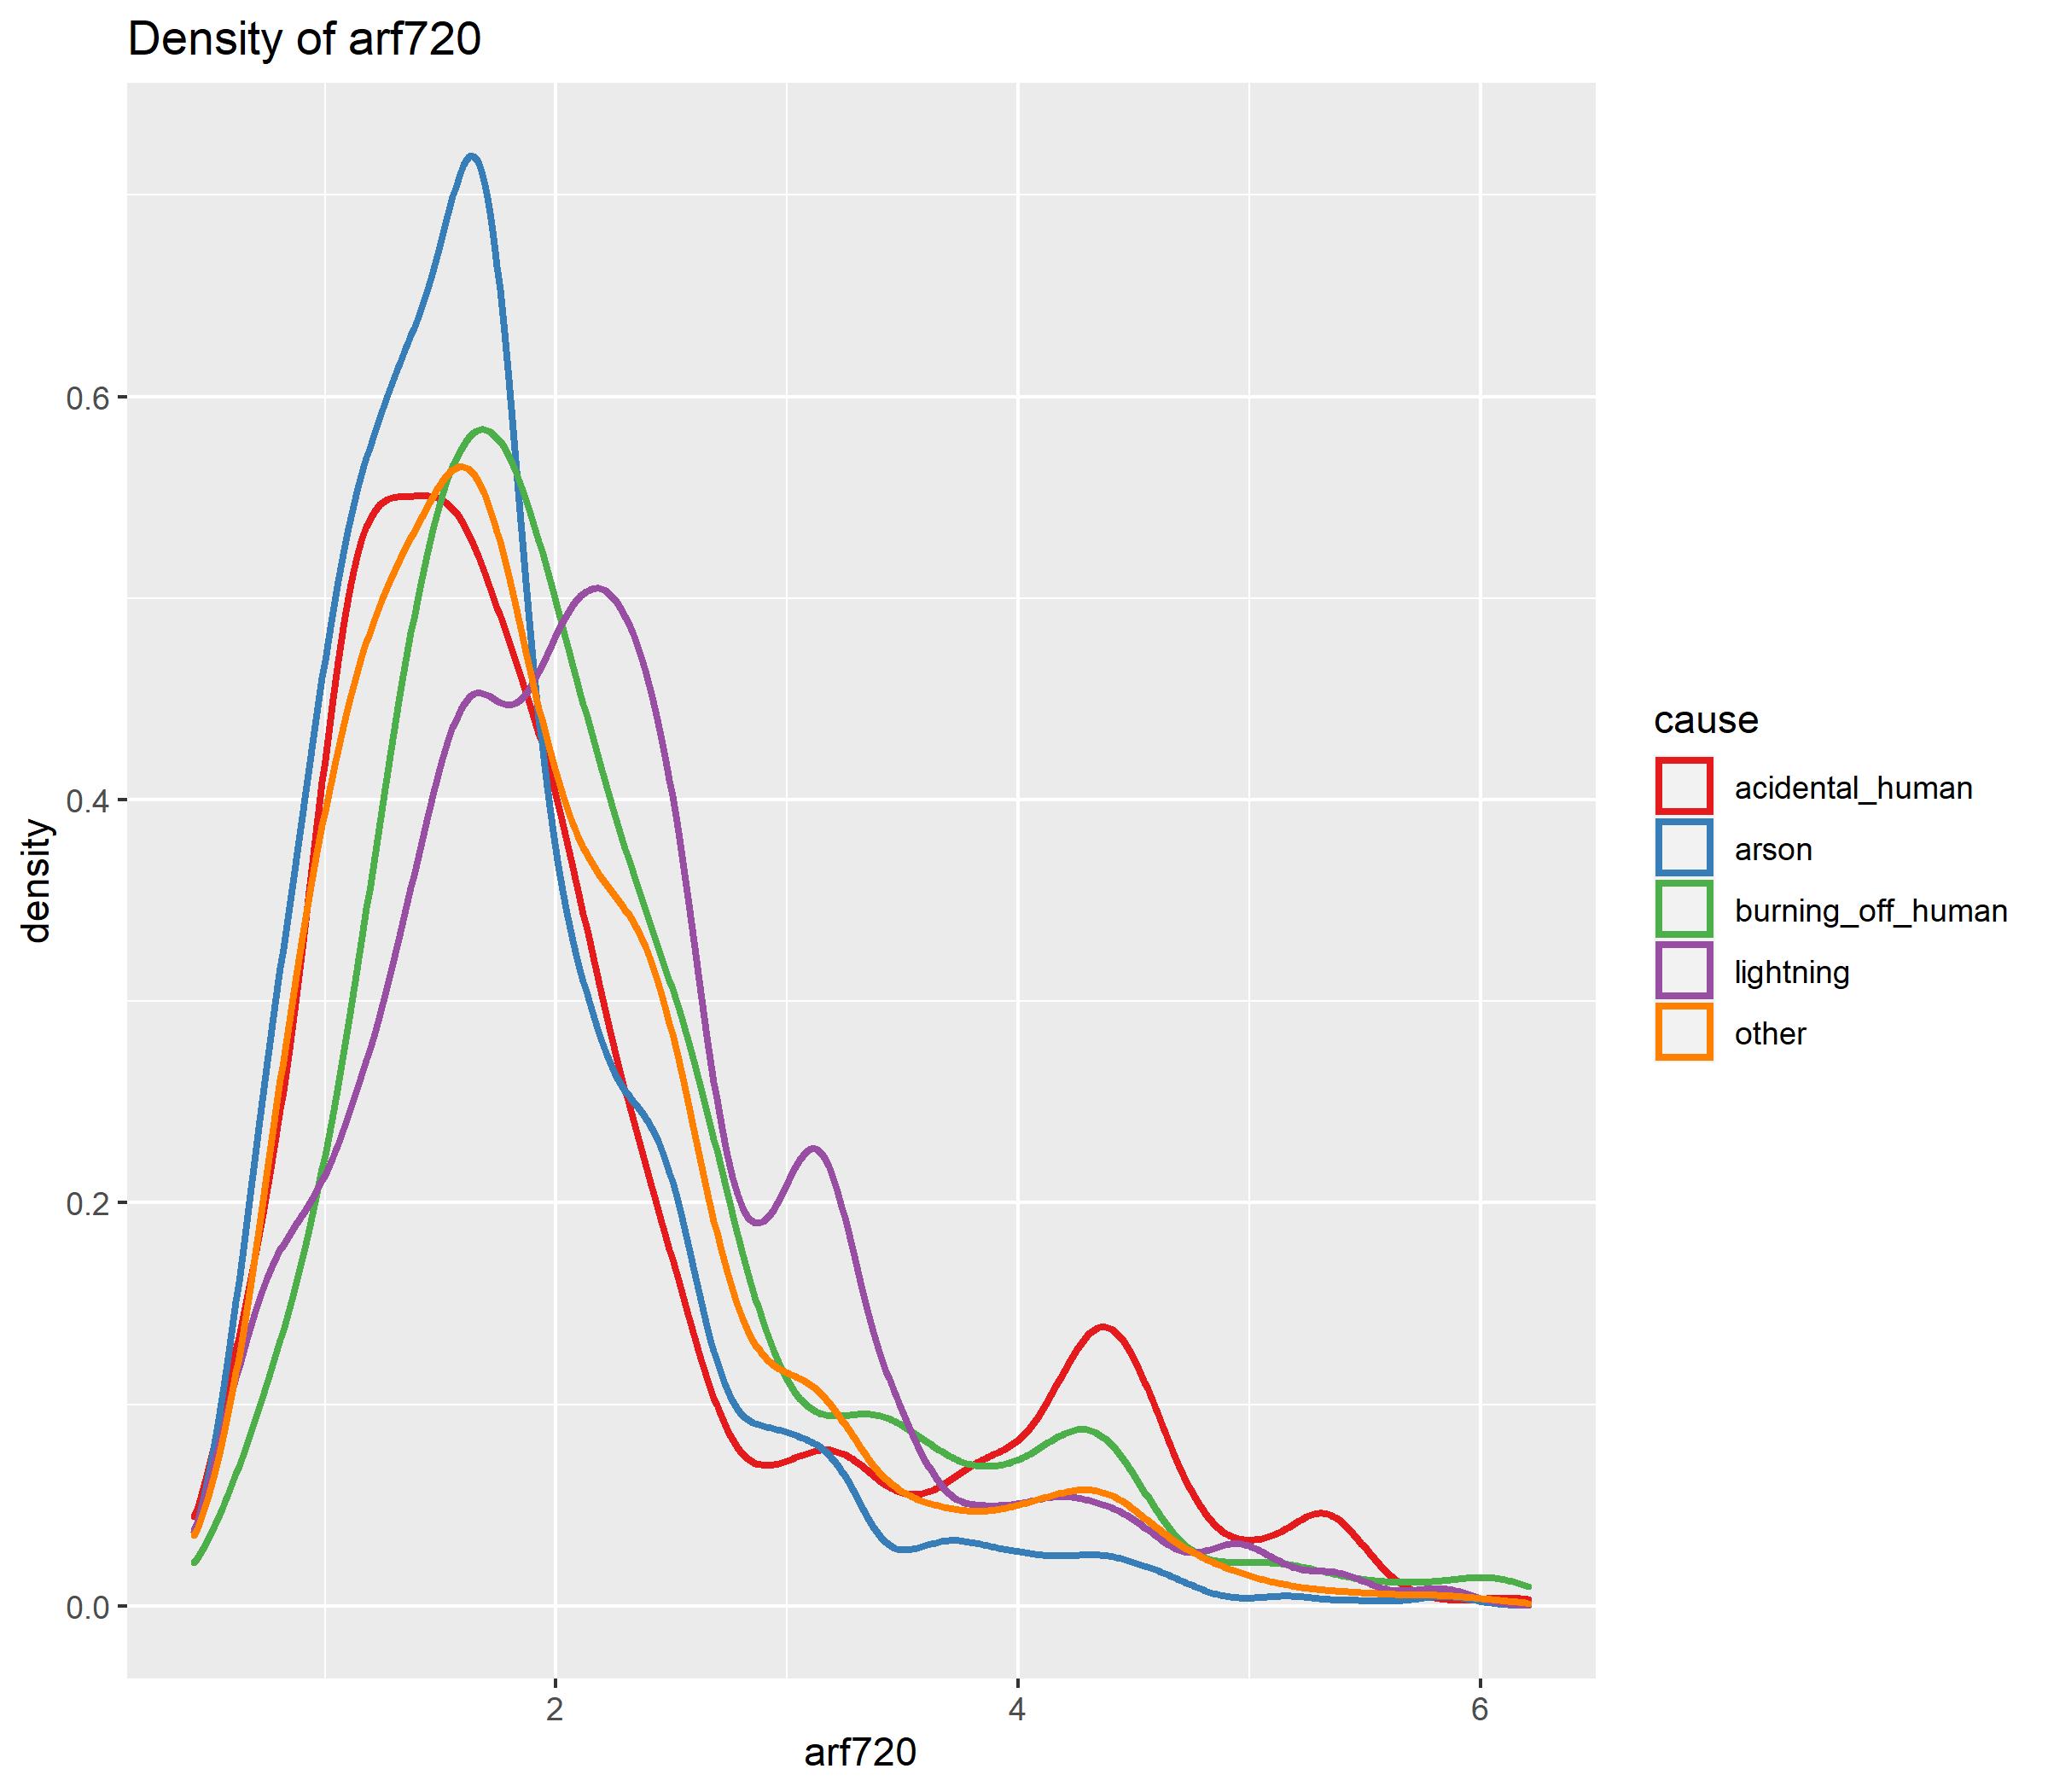 Density of arf720
0.6
0.4
0.2
0.0
density
2 4 6
arf720
cause
acidental_human
arson
burning_off_human
lightning
other